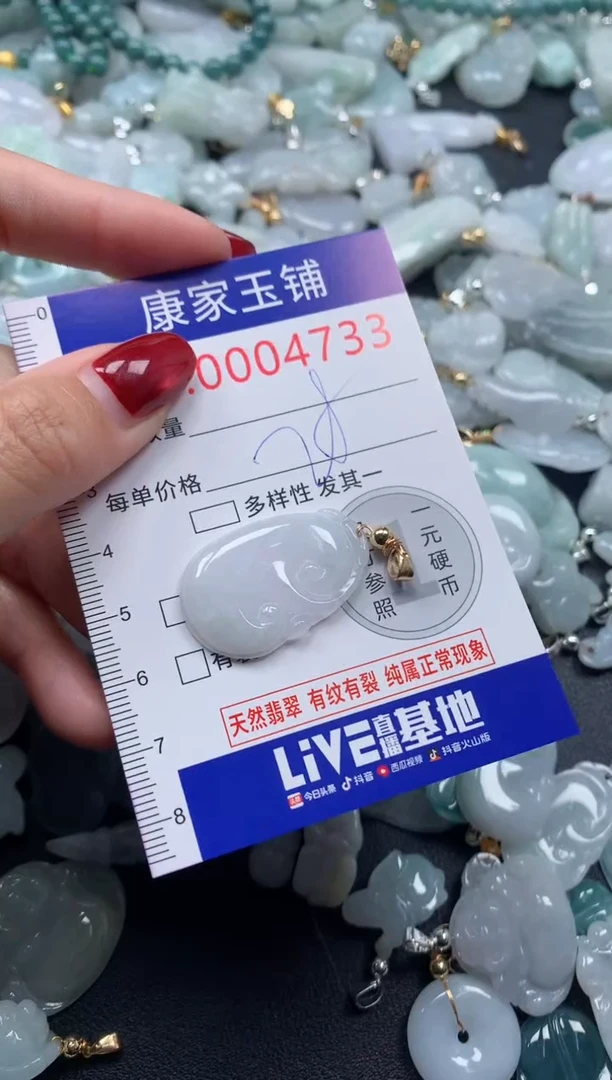 0
康家玉铺
.0004733
量
每单价格
多样性 发其一
3
4
5
6
7
8
一元硬币
参照
有
天然翡翠 有纹有裂 纯属正常现象
LiVE直播基地
今日头条 抖音 西瓜视频 抖音火山版